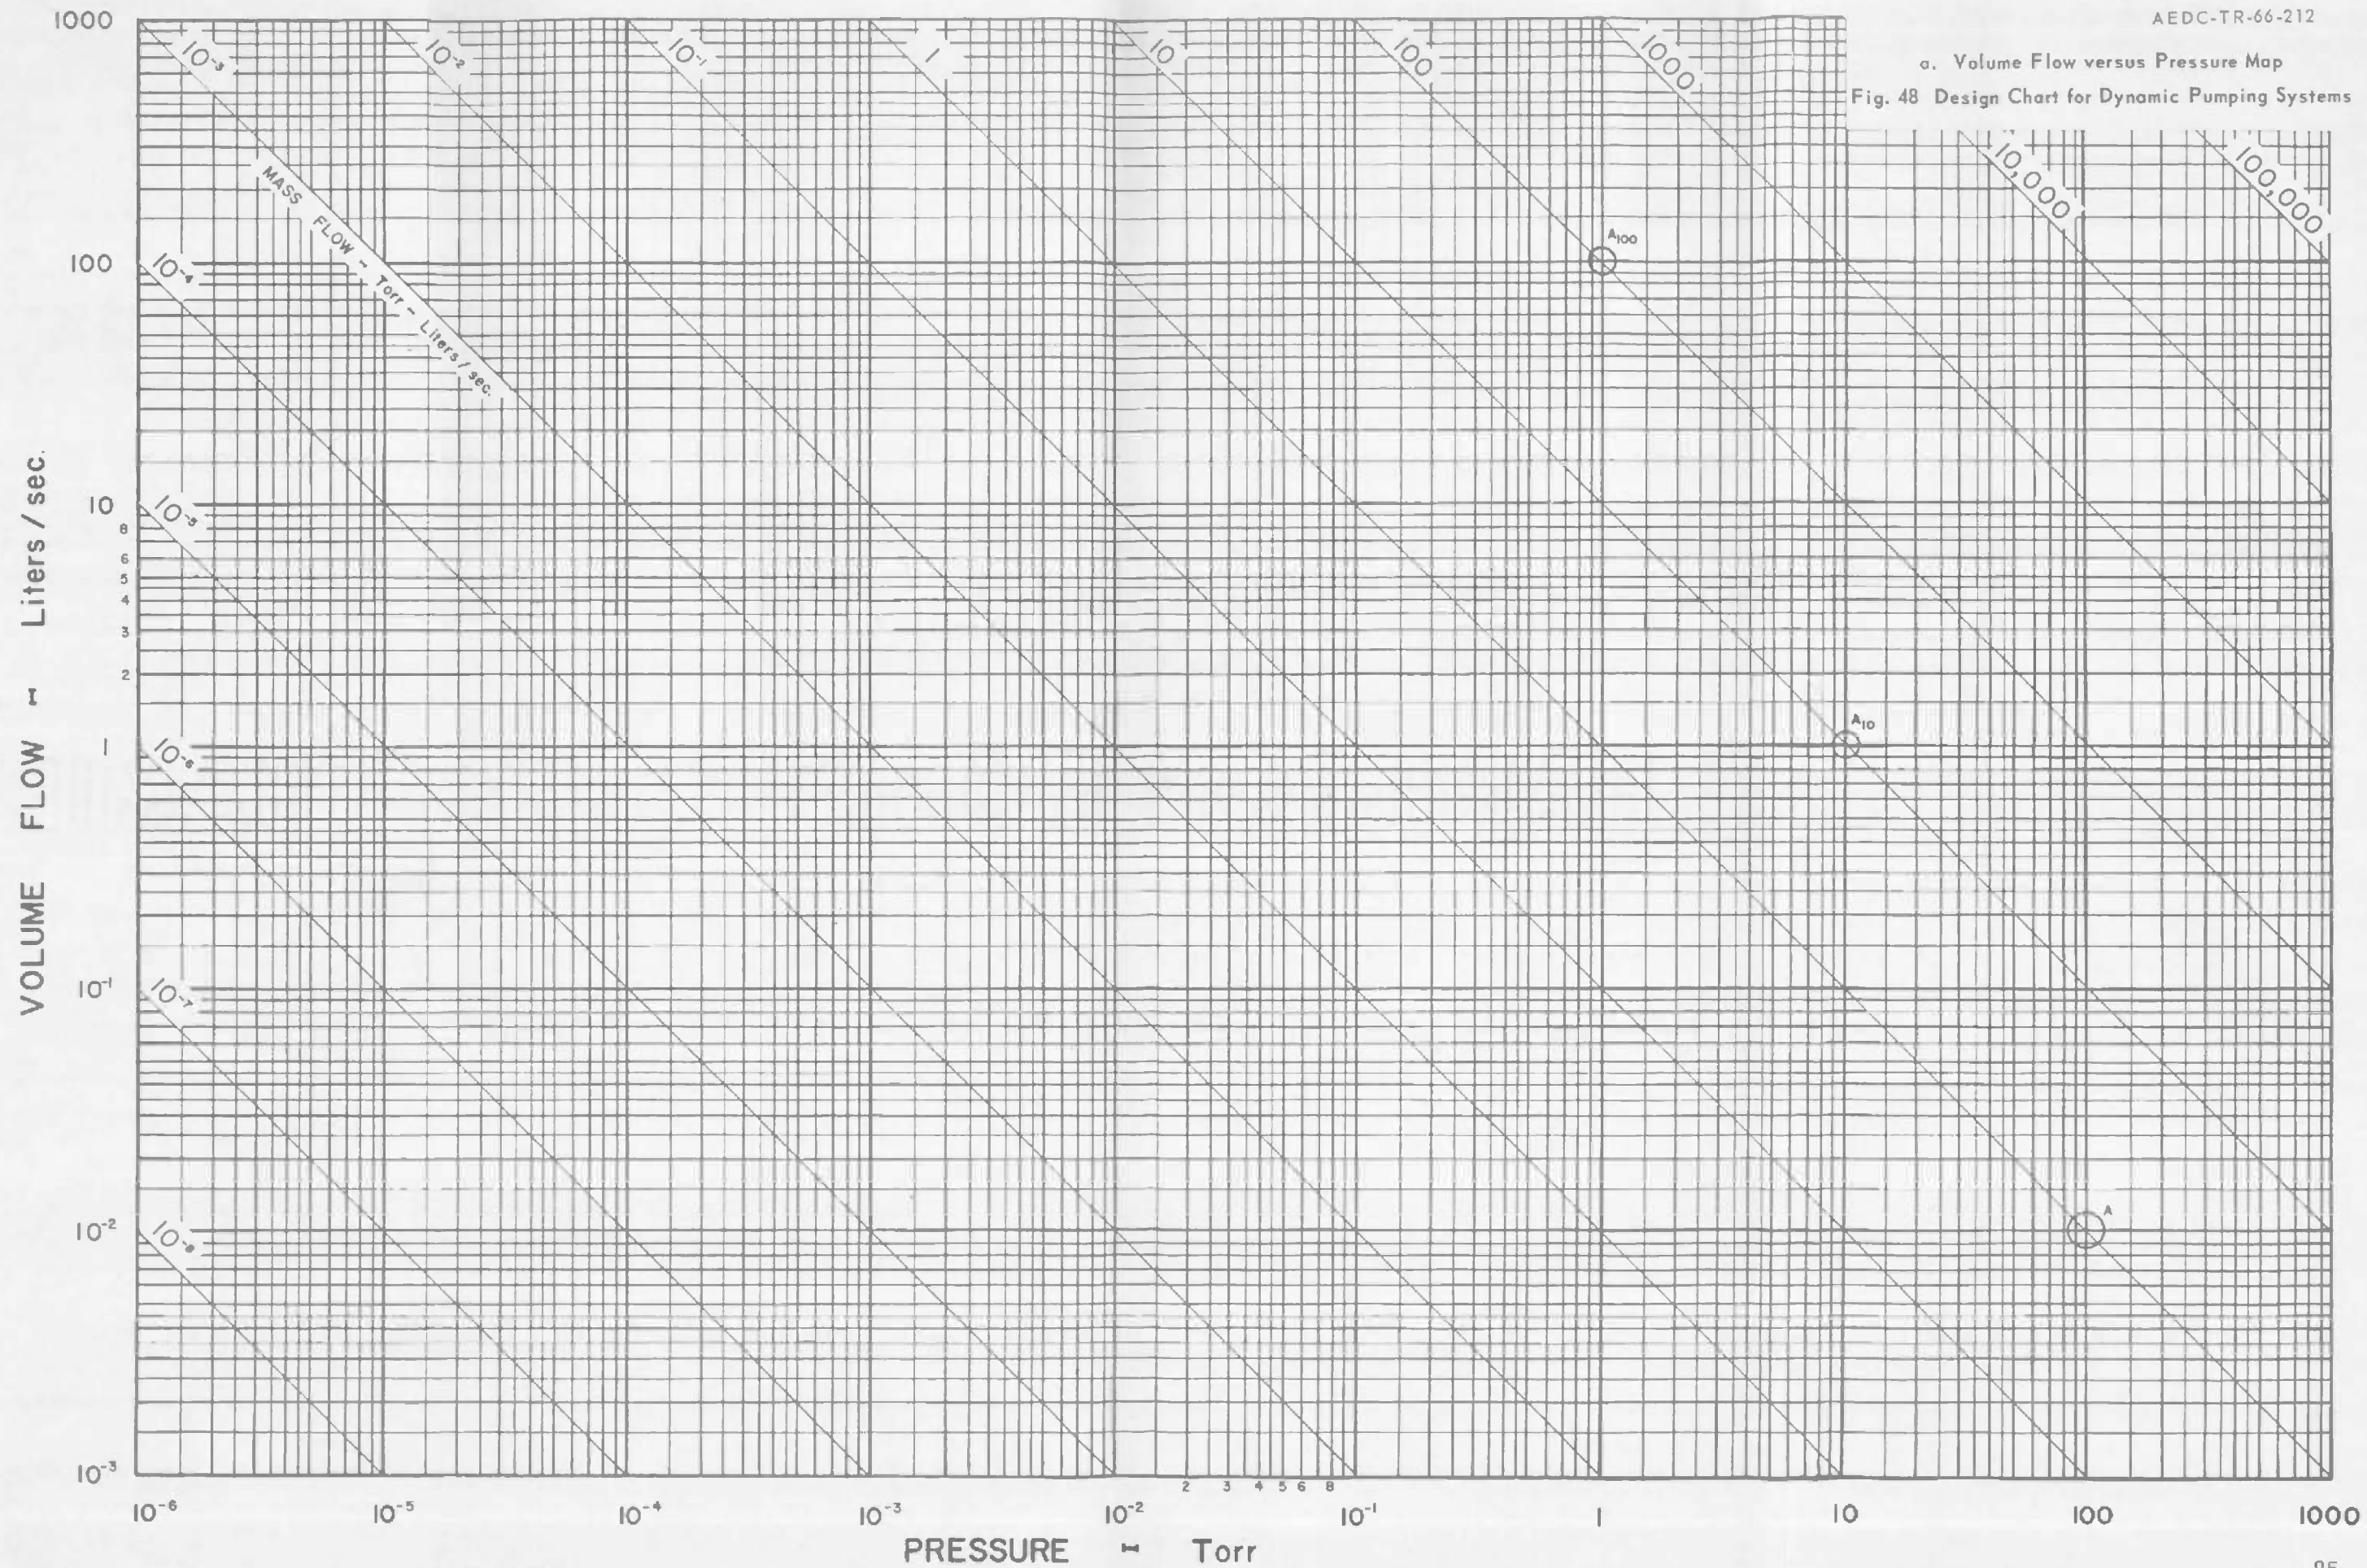 AEDC-TR-66-212
a. Volume Flow versus Pressure Map
Fig. 48 Design Chart for Dynamic Pumping Systems
1000
100
10
8
6
5
4
3
2
1
10⁻¹
10⁻²
10⁻³
VOLUME FLOW - Liters / sec.
10⁻³
10⁻²
10⁻¹
1
10
100
1000
10,000
100,000
MASS FLOW - Torr - Liters / sec.
10⁻⁴
10⁻⁵
10⁻⁶
10⁻⁷
10⁻⁸
A₁₀₀
A₁₀
A
2 3 4 5 6 8
10⁻⁶ 10⁻⁵ 10⁻⁴ 10⁻³ 10⁻² 10⁻¹ 1 10 100 1000
PRESSURE - Torr